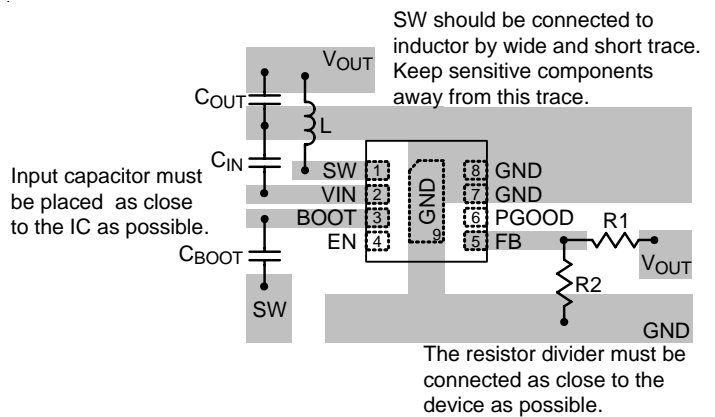 SW should be connected to
inductor by wide and short trace.
Keep sensitive components
away from this trace.
VOUT
COUT
L
CIN
Input capacitor must
be placed as close
to the IC as possible.
SW 1
VIN 2
BOOT 3
EN 4
GND
9
8 GND
7 GND
6 PGOOD
5 FB
R1
VOUT
R2
CBOOT
SW
GND
The resistor divider must be
connected as close to the
device as possible.